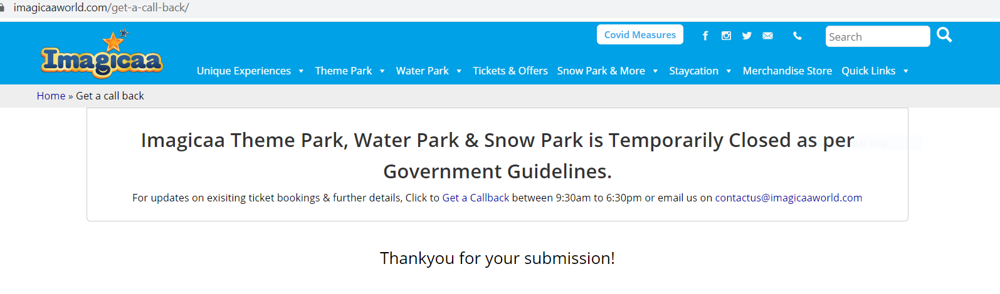 imagicaaworld.com/get-a-call-back/
Covid Measures
Search
Imagicaa
Unique Experiences Theme Park Water Park Tickets & Offers Snow Park & More Staycation Merchandise Store Quick Links
Home » Get a call back
Imagicaa Theme Park, Water Park & Snow Park is Temporarily Closed as per
Government Guidelines.
For updates on exisiting ticket bookings & further details, Click to Get a Callback between 9:30am to 6:30pm or email us on contactus@imagicaaworld.com
Thankyou for your submission!